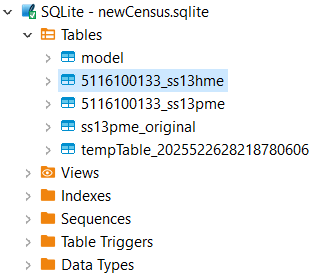 SQLite - newCensus.sqlite
Tables
model
5116100133_ss13hme
5116100133_ss13pme
ss13pme_original
tempTable_2025522628218780606
Views
Indexes
Sequences
Table Triggers
Data Types